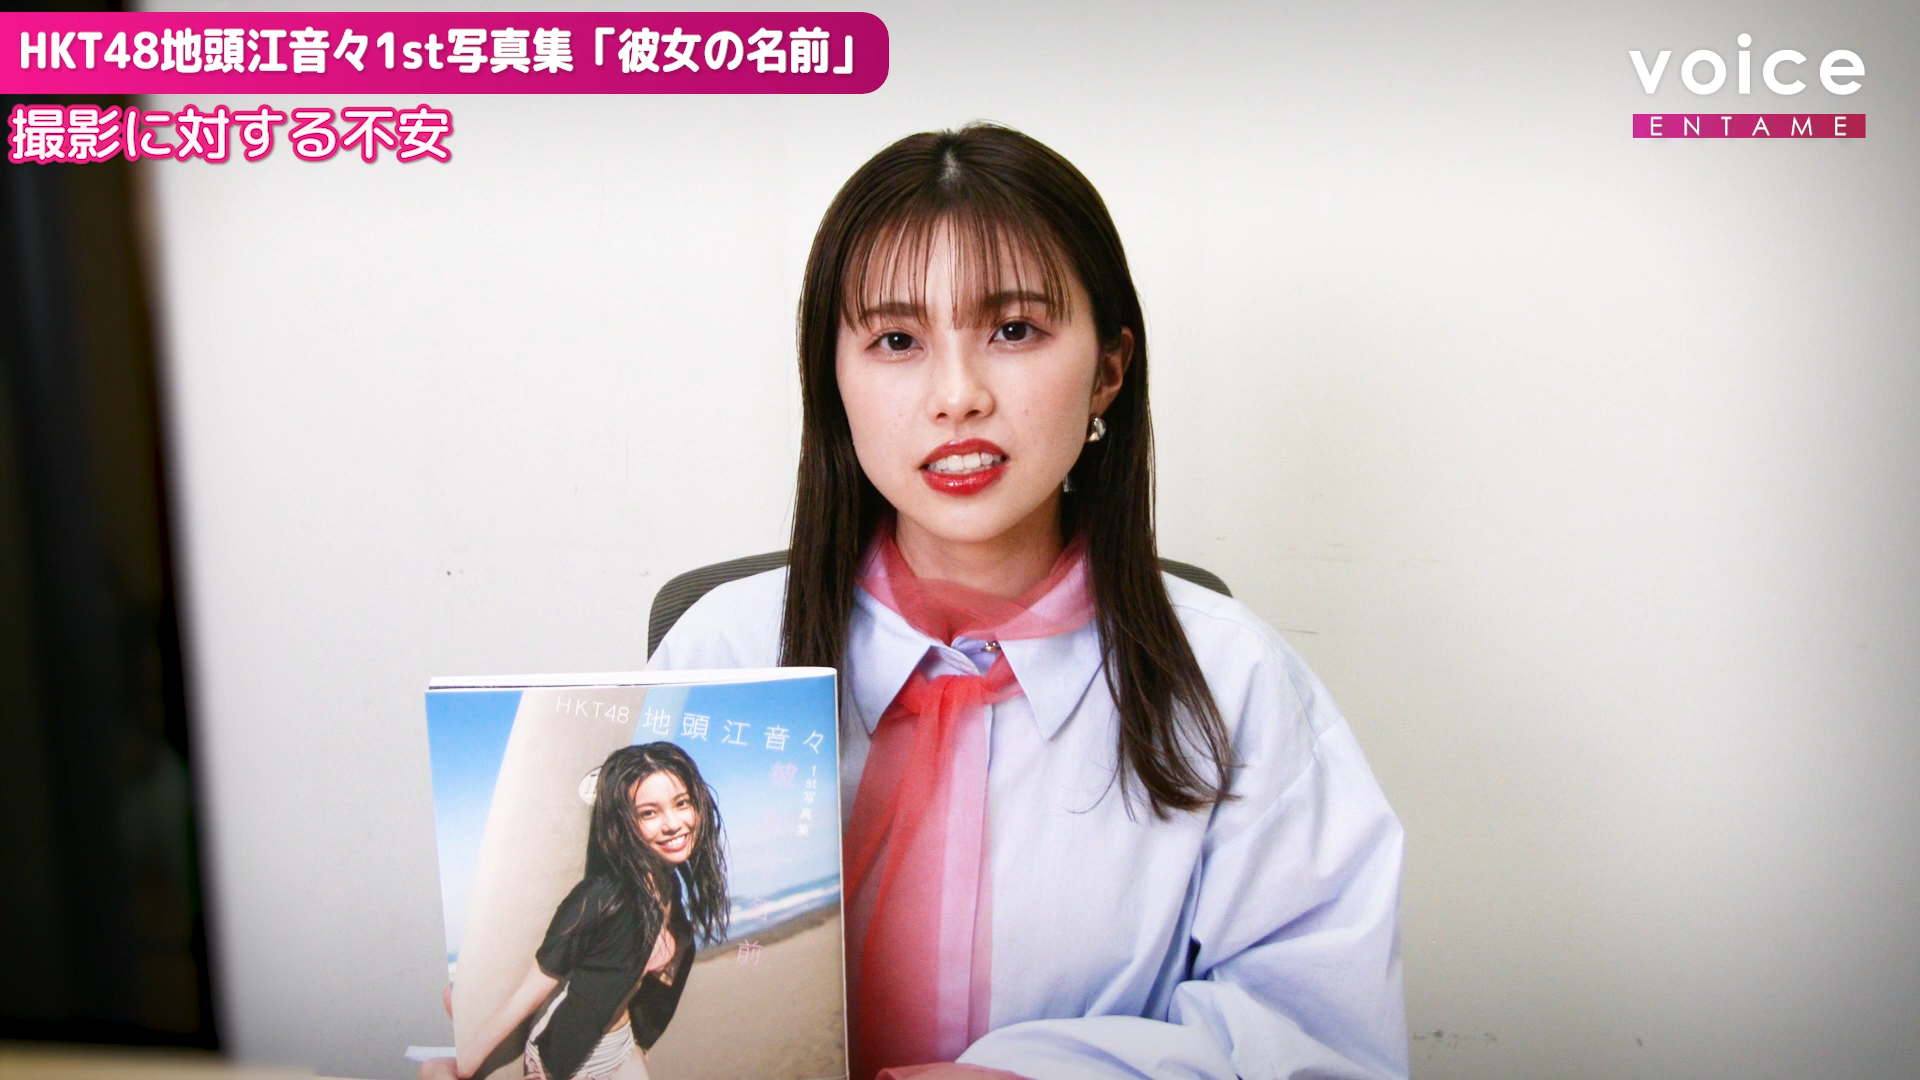 HKT48地頭江音々1st写真集「彼女の名前」
撮影に対する不安
voice
ENTAME
HKT48 地頭江音々
1st写真集
彼
前